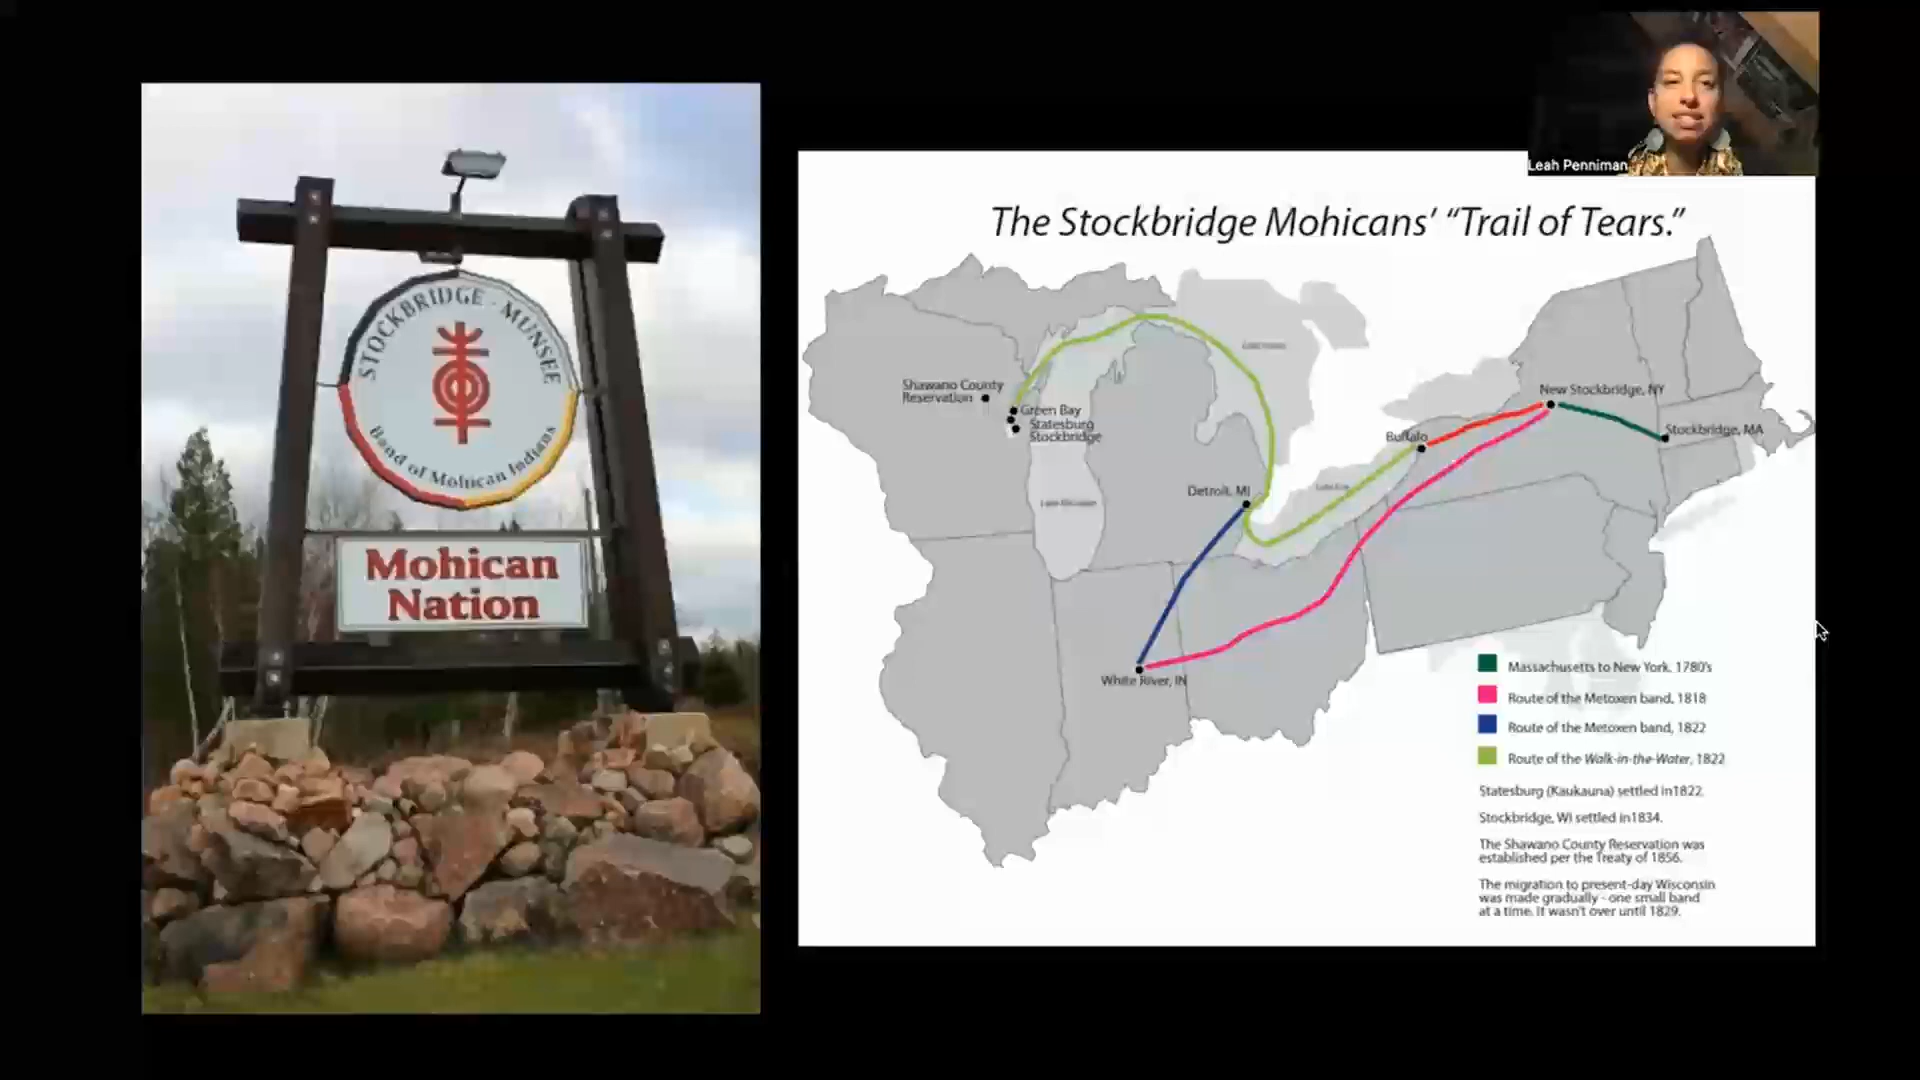 Leah Penniman
STOCKBRIDGE - MUNSEE
Band of Mohican Indians
Mohican
Nation
The Stockbridge Mohicans' “Trail of Tears.”
Shawano County
Reservation
Green Bay
Statesburg
Stockbridge
New Stockbridge, NY
Stockbridge, MA
Buffalo
Detroit, MI
White River, IN
Massachusetts to New York, 1780's
Route of the Metoxen band, 1818
Route of the Metoxen band, 1822
Route of the Walk-in-the-Water, 1822
Statesburg (Kaukauna) settled in1822.
Stockbridge, WI settled in1834.
The Shawano County Reservation was
established per the Treaty of 1856.
The migration to present-day Wisconsin
was made gradually - one small band
at a time. It wasn't over until 1829.